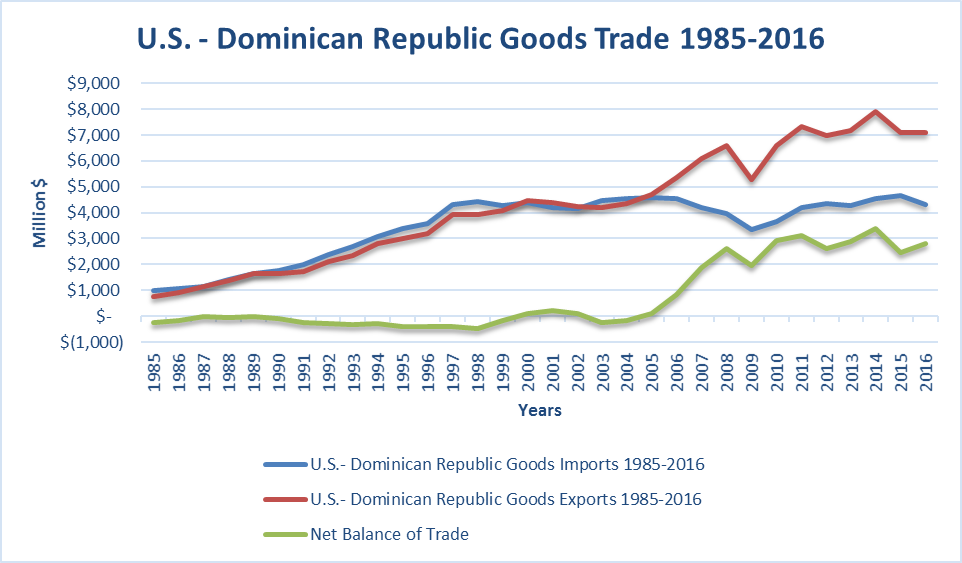 U.S. - Dominican Republic Goods Trade 1985-2016
$9,000
$8,000
$7,000
$6,000
$5,000
$4,000
$3,000
$2,000
$1,000
$-
$(1,000)
Million $
1985 1986 1987 1988 1989 1990 1991 1992 1993 1994 1995 1996 1997 1998 1999 2000 2001 2002 2003 2004 2005 2006 2007 2008 2009 2010 2011 2012 2013 2014 2015 2016
Years
U.S.- Dominican Republic Goods Imports 1985-2016
U.S.- Dominican Republic Goods Exports 1985-2016
Net Balance of Trade